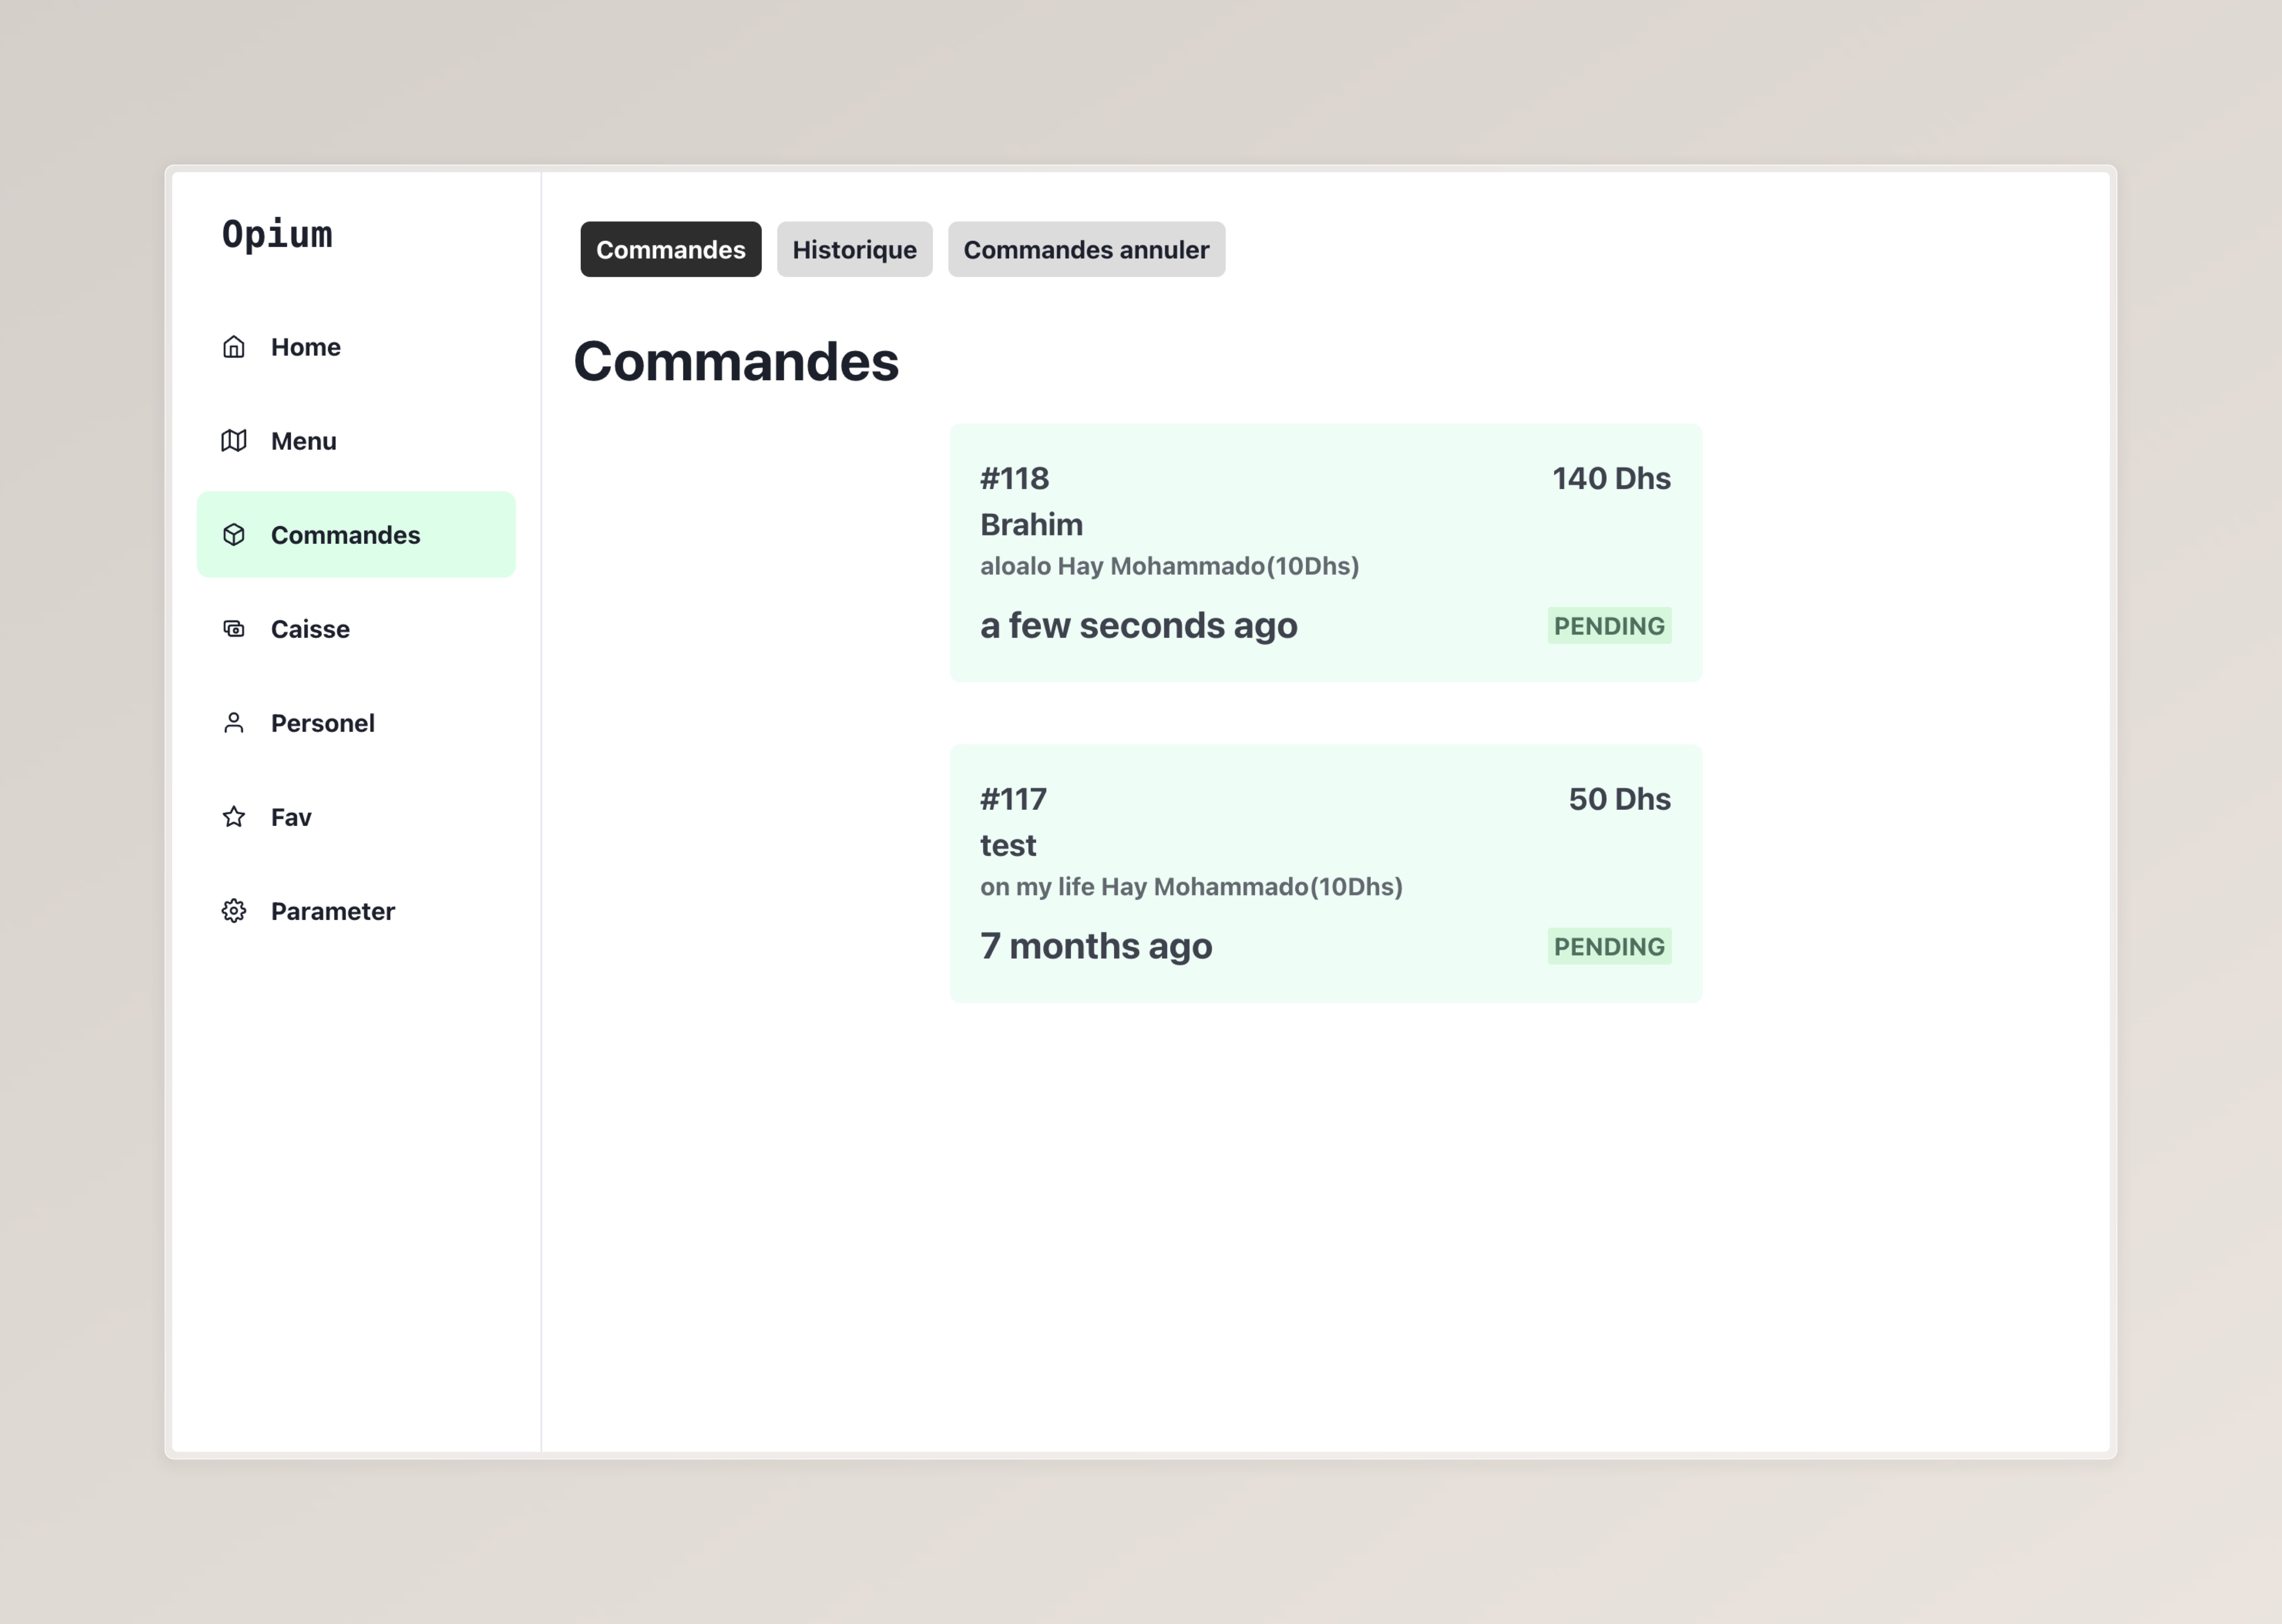 Opium
Home
Menu
Commandes
Caisse
Personel
Fav
Parameter
Commandes Historique Commandes annuler
Commandes
#118 140 Dhs
Brahim
aloalo Hay Mohammado(10Dhs)
a few seconds ago PENDING
#117 50 Dhs
test
on my life Hay Mohammado(10Dhs)
7 months ago PENDING